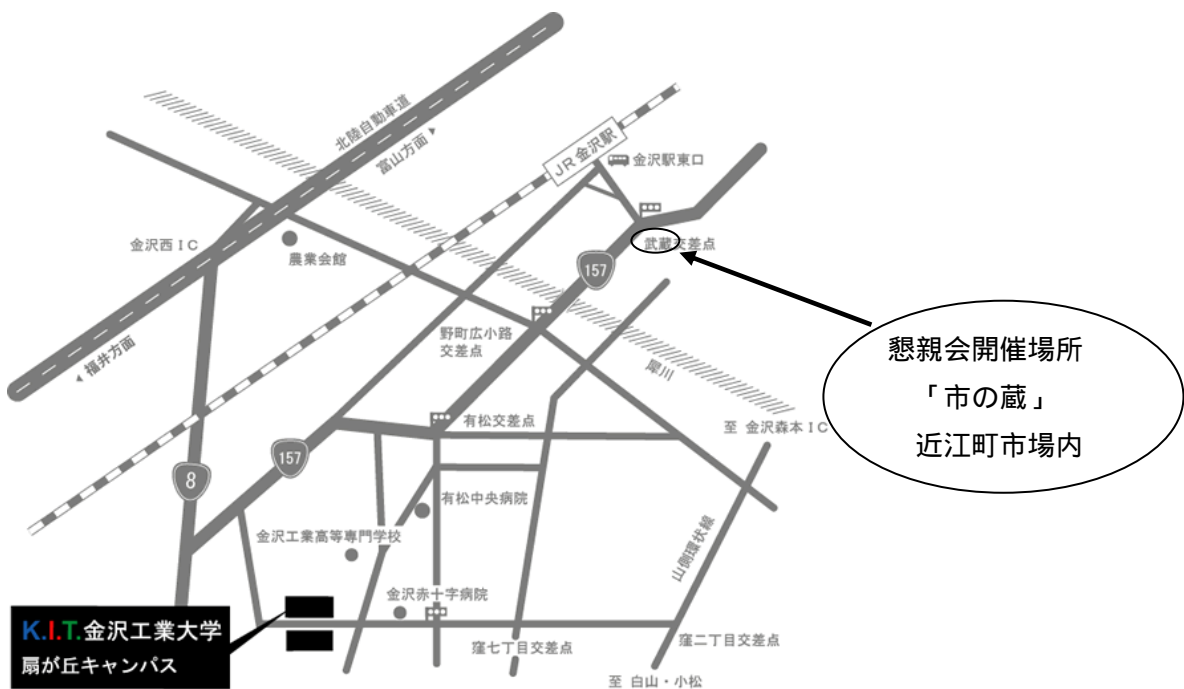 北陸自動車道
富山方面
JR 金沢駅
金沢駅東口
金沢西IC
農業会館
武蔵交差点
157
福井方面
野町広小路
交差点
犀川
懇親会開催場所
「市の蔵」
近江町市場内
有松交差点
至 金沢森本IC
157
8
有松中央病院
金沢工業高等専門学校
山側環状線
金沢赤十字病院
K.I.T.金沢工業大学
扇が丘キャンパス
窪七丁目交差点
窪二丁目交差点
至 白山・小松